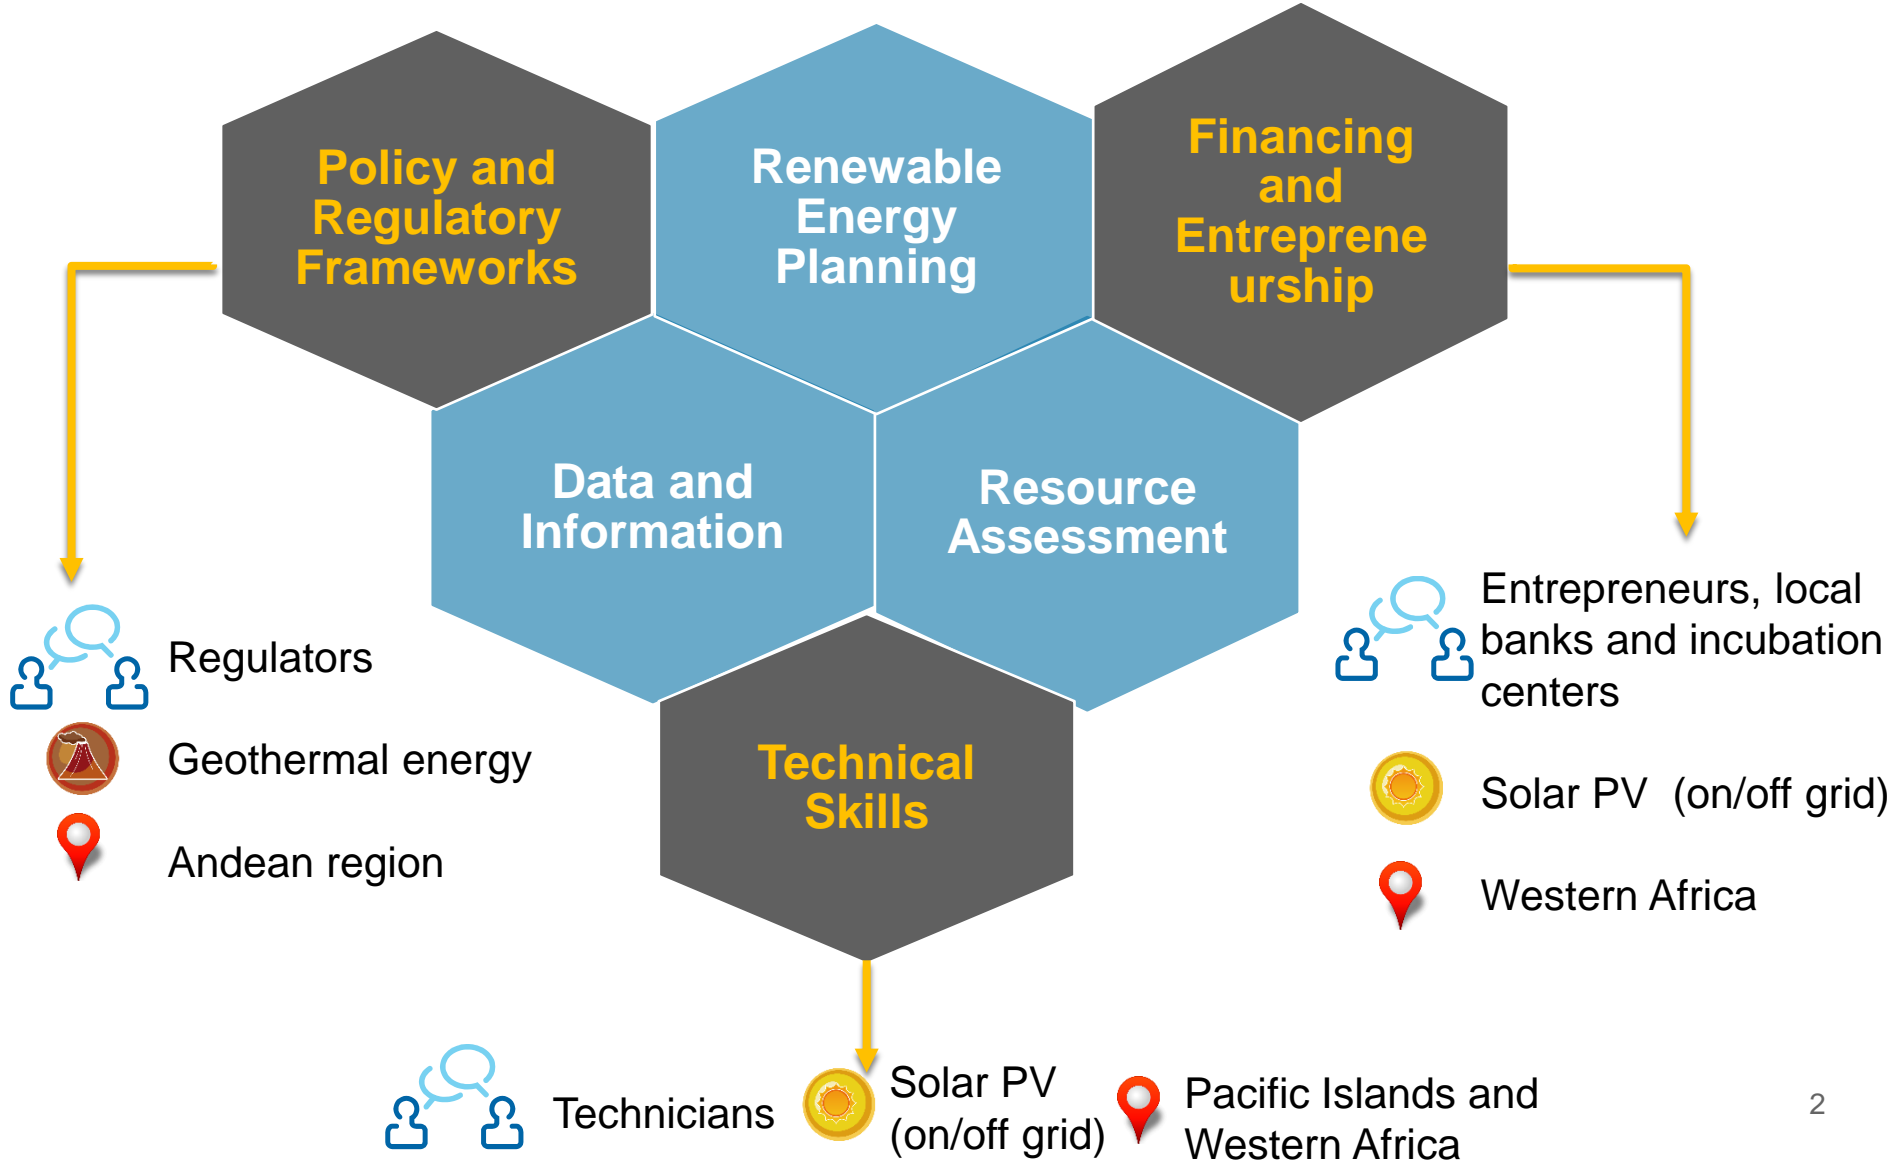 Policy and
Regulatory
Frameworks
Renewable
Energy
Planning
Financing
and
Entreprene
urship
Data and
Information
Resource
Assessment
Technical
Skills
Regulators
Geothermal energy
Andean region
Entrepreneurs, local
banks and incubation
centers
Solar PV  (on/off grid)
Western Africa
Technicians
Solar PV
(on/off grid)
Pacific Islands and
Western Africa
2